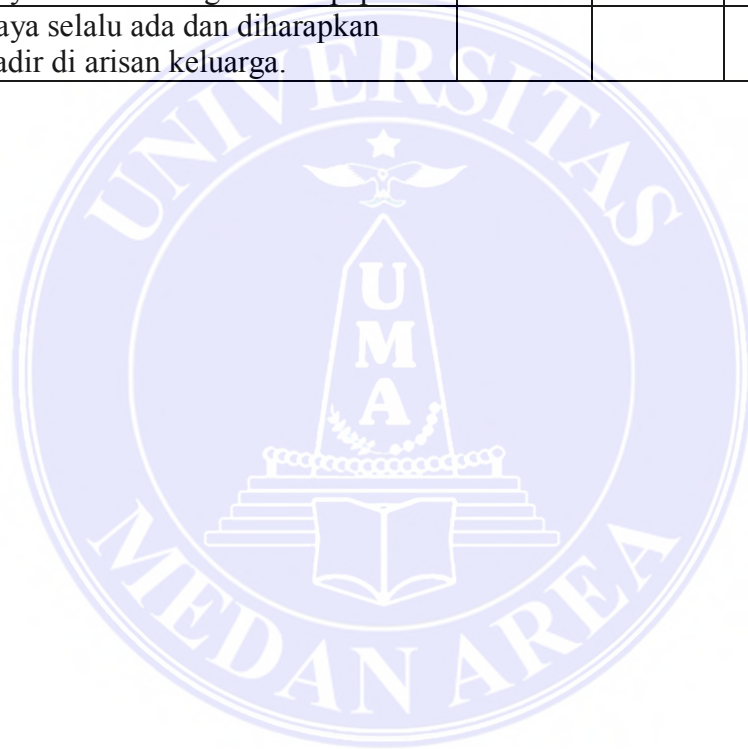 aya selalu ada dan diharapkan
adir di arisan keluarga.
UNIVERSITAS
UMA
MEDAN AREA